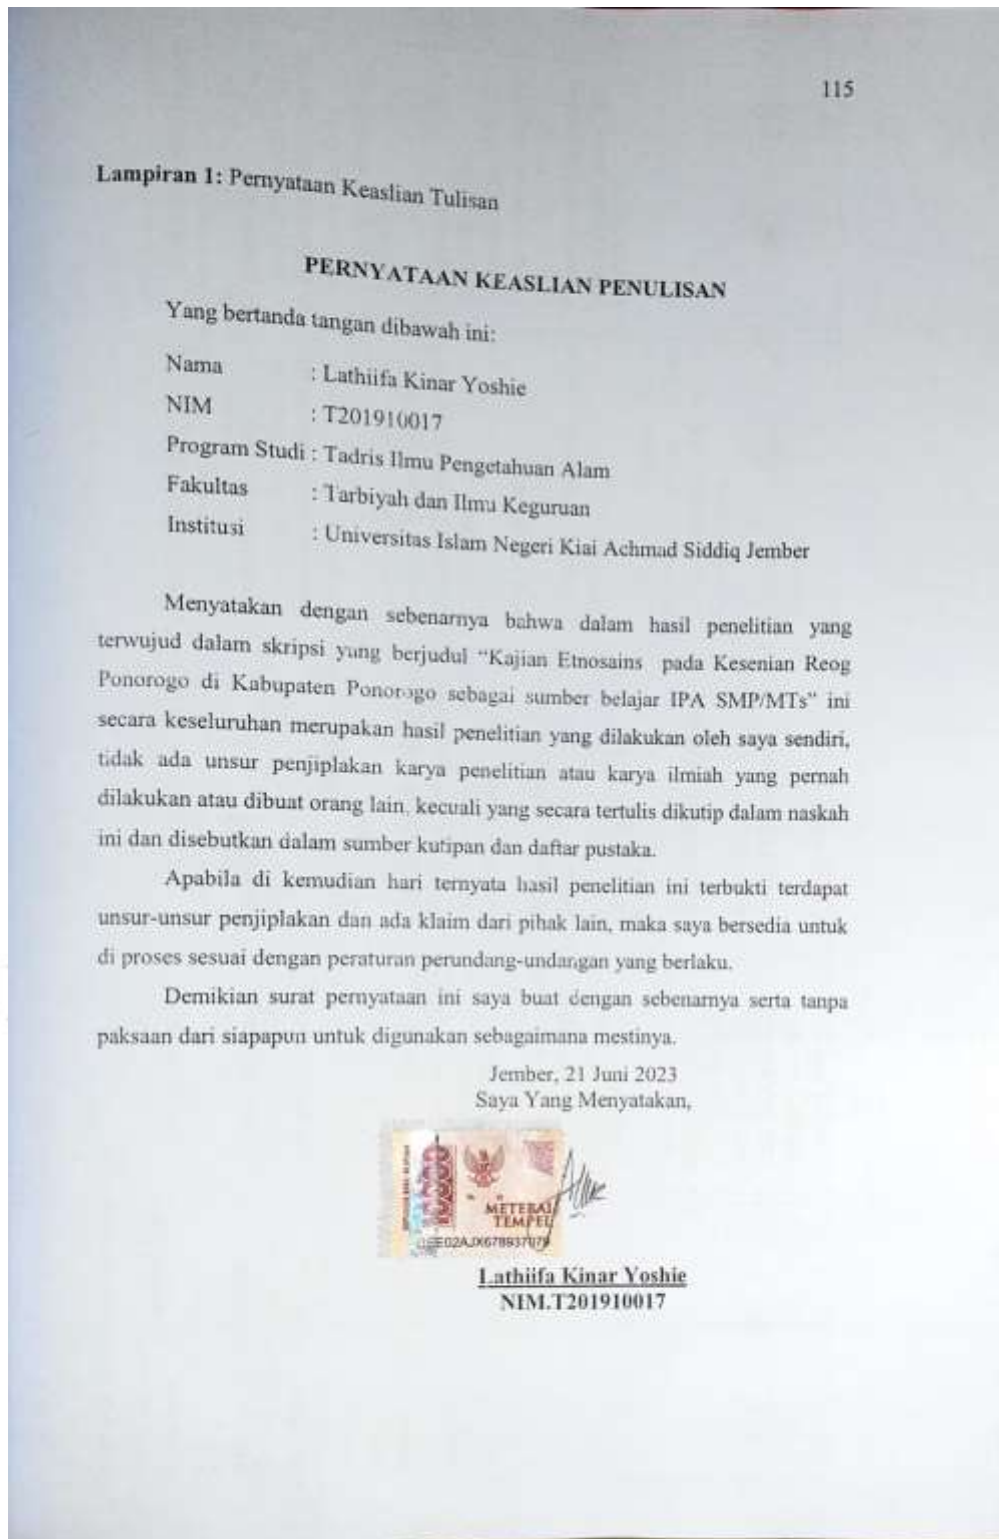 115
Lampiran 1: Pernyataan Keaslian Tulisan
PERNYATAAN KEASLIAN PENULISAN
Yang bertanda tangan dibawah ini:
Nama : Lathiifa Kinar Yoshie
NIM : T201910017
Program Studi : Tadris Ilmu Pengetahuan Alam
Fakultas : Tarbiyah dan Ilmu Keguruan
Institusi : Universitas Islam Negeri Kiai Achmad Siddiq Jember
Menyatakan dengan sebenarnya bahwa dalam hasil penelitian yang
terwujud dalam skripsi yang berjudul “Kajian Etnosains pada Kesenian Reog
Ponorogo di Kabupaten Ponorogo sebagai sumber belajar IPA SMP/MTs” ini
secara keseluruhan merupakan hasil penelitian yang dilakukan oleh saya sendiri,
tidak ada unsur penjiplakan karya penelitian atau karya ilmiah yang pernah
dilakukan atau dibuat orang lain, kecuali yang secara tertulis dikutip dalam naskah
ini dan disebutkan dalam sumber kutipan dan daftar pustaka.
Apabila di kemudian hari ternyata hasil penelitian ini terbukti terdapat
unsur-unsur penjiplakan dan ada klaim dari pihak lain, maka saya bersedia untuk
di proses sesuai dengan peraturan perundang-undangan yang berlaku.
Demikian surat pernyataan ini saya buat dengan sebenarnya serta tanpa
paksaan dari siapapun untuk digunakan sebagaimana mestinya.
Jember, 21 Juni 2023
Saya Yang Menyatakan,
10000
METERAI
TEMPEL
Lathiifa Kinar Yoshie
NIM.T201910017